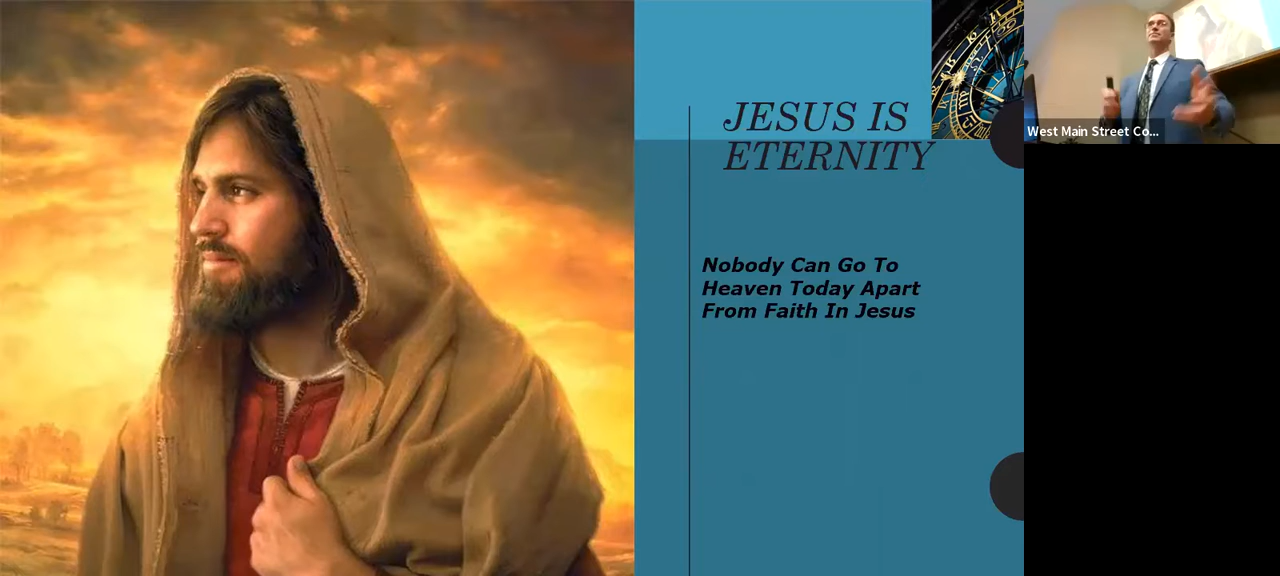 JESUS IS
ETERNITY
Nobody Can Go To
Heaven Today Apart
From Faith In Jesus
West Main Street Co...